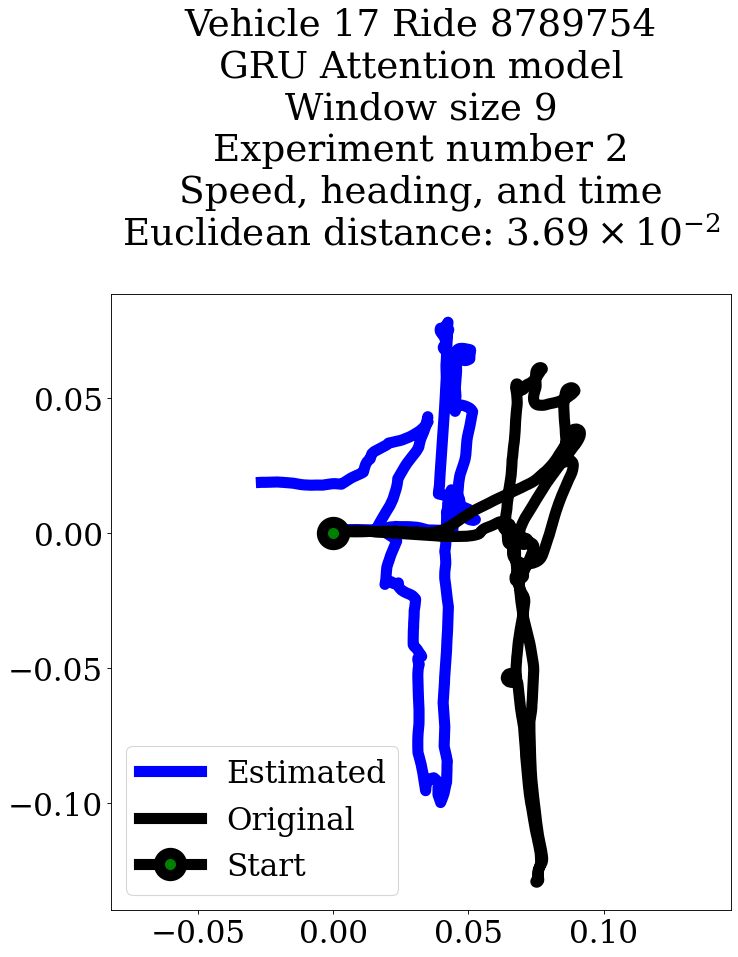 Vehicle 17 Ride 8789754
GRU Attention model
Window size 9
Experiment number 2
Speed, heading, and time
Euclidean distance: 3.69 × 10⁻²
0.05
0.00
−0.05
−0.10
Estimated
Original
Start
−0.05 0.00 0.05 0.10